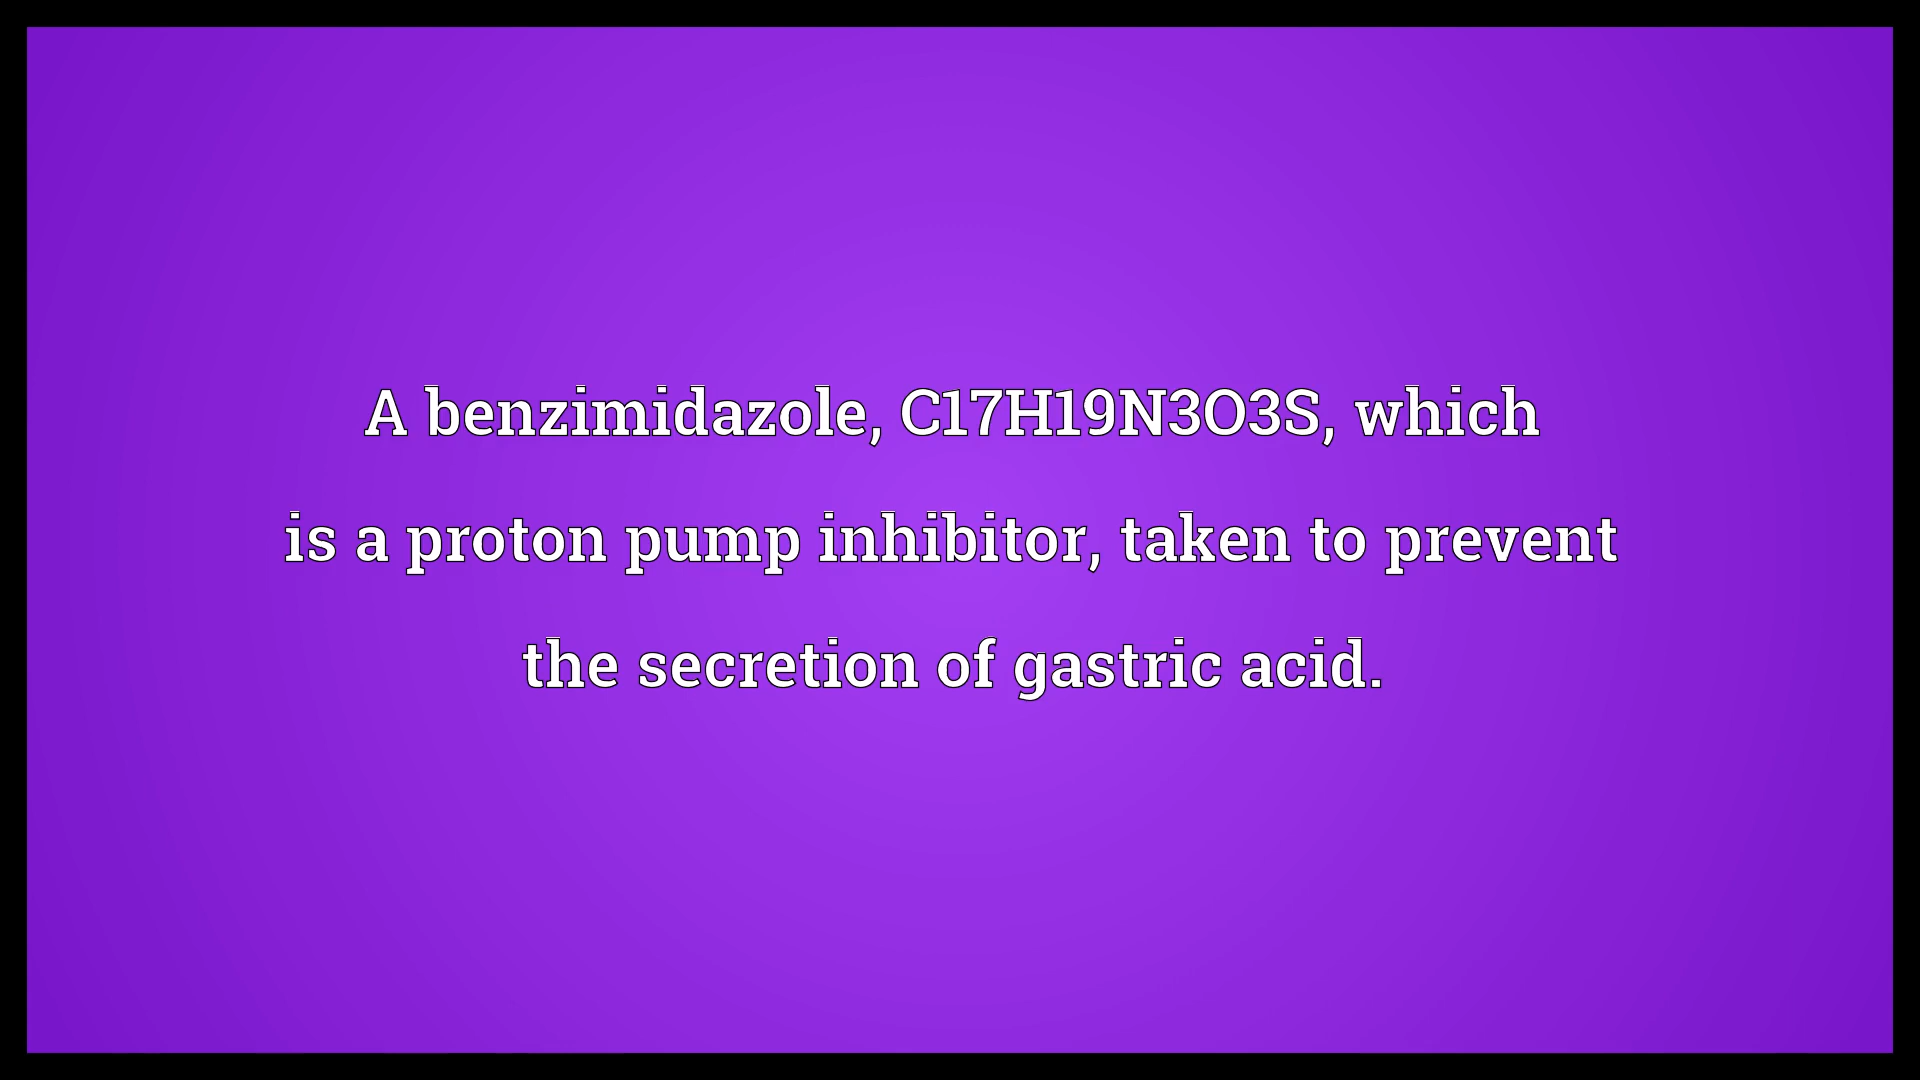 A benzimidazole, C17H19N3O3S, which
is a proton pump inhibitor, taken to prevent
the secretion of gastric acid.